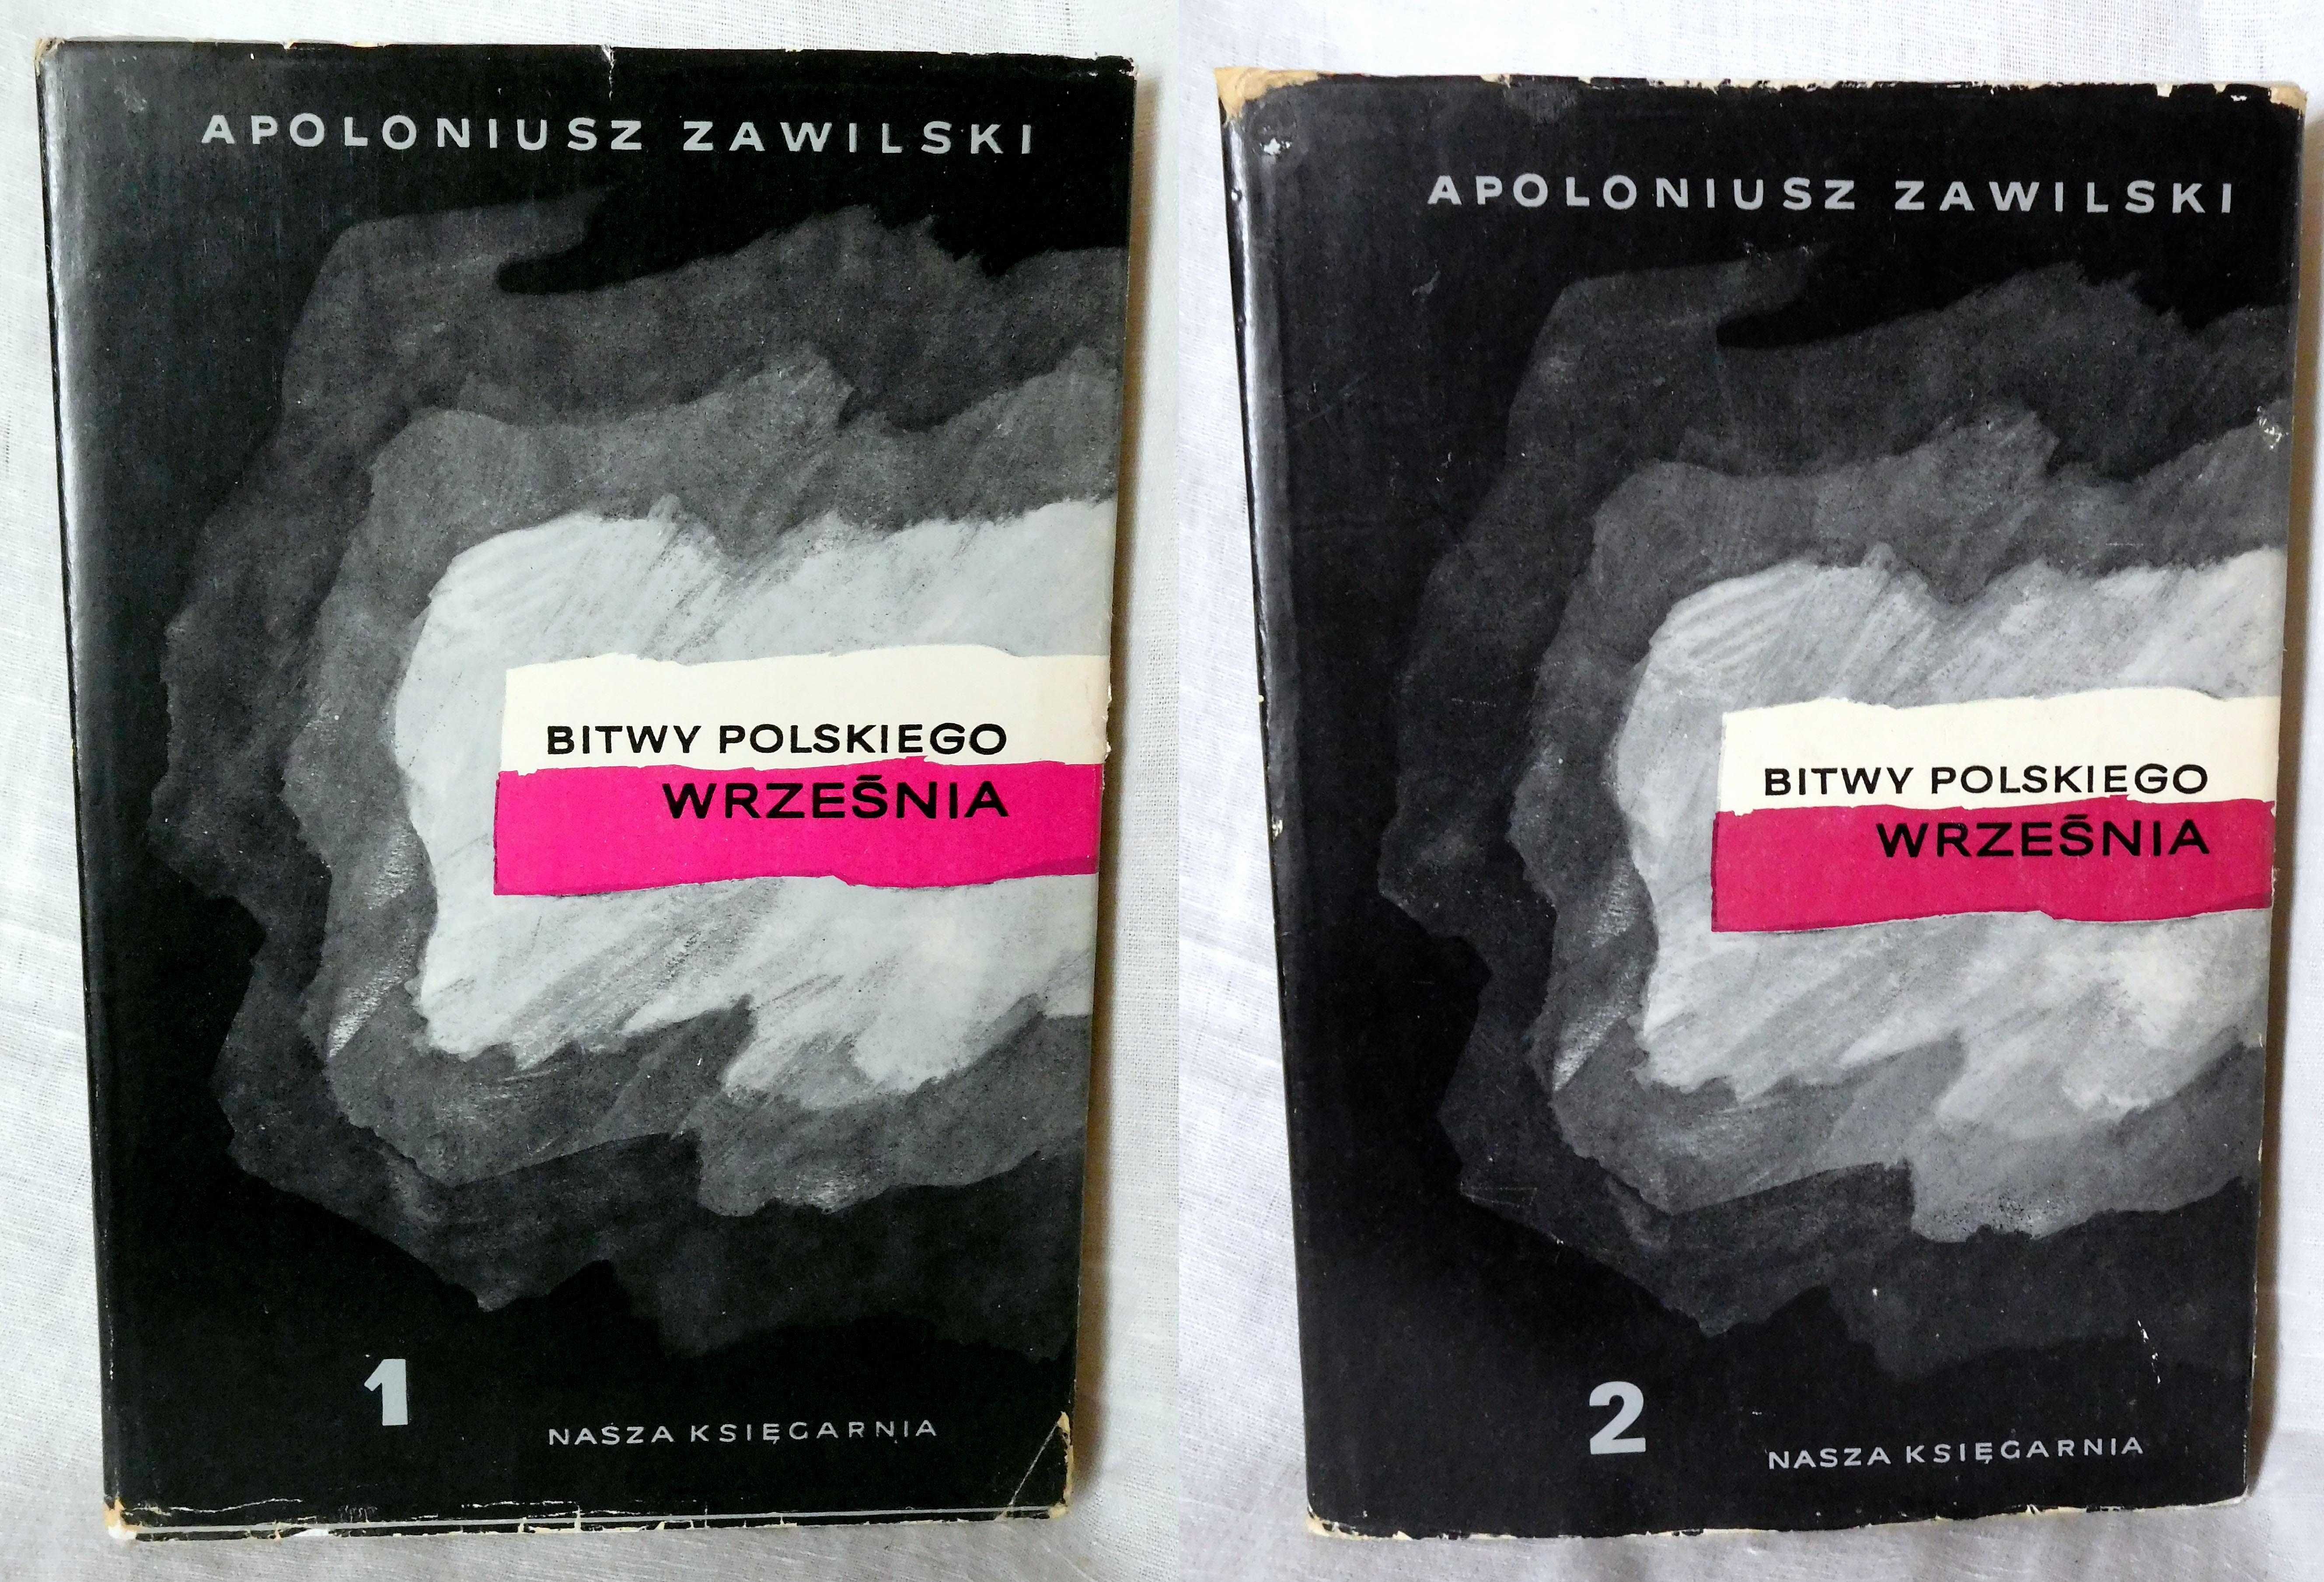 APOLONIUSZ ZAWILSKI
BITWY POLSKIEGO
WRZEŚNIA
1
NASZA KSIĘGARNIA
APOLONIUSZ ZAWILSKI
BITWY POLSKIEGO
WRZEŚNIA
2
NASZA KSIĘGARNIA